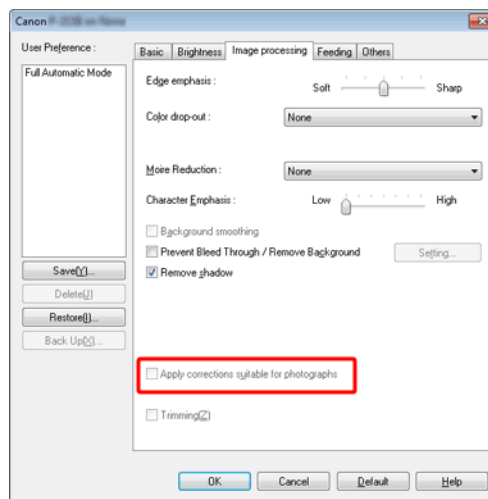 Canon
User Preference :
Full Automatic Mode
Save(Y)...
Delete(J)
Restore(I)...
Back Up(X)...
Basic Brightness Image processing Feeding Others
Edge emphasis :
Soft Sharp
Color drop-out :
None
Moire Reduction :
None
Character Emphasis :
Low High
Background smoothing
Prevent Bleed Through / Remove Background
Setting...
Remove shadow
Apply corrections suitable for photographs
Trimming(Z)
OK Cancel Default Help